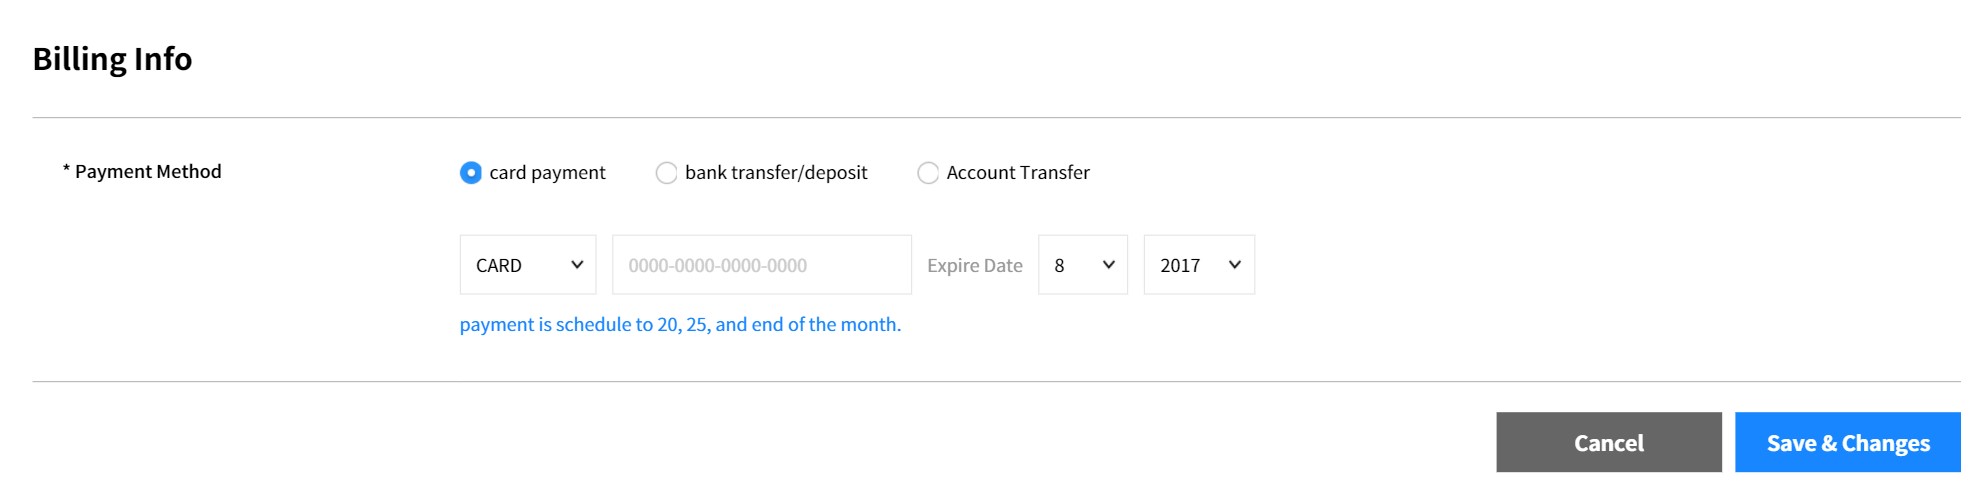 Billing Info
* Payment Method
card payment bank transfer/deposit Account Transfer
CARD 0000-0000-0000-0000 Expire Date 8 2017
payment is schedule to 20, 25, and end of the month.
Cancel Save & Changes